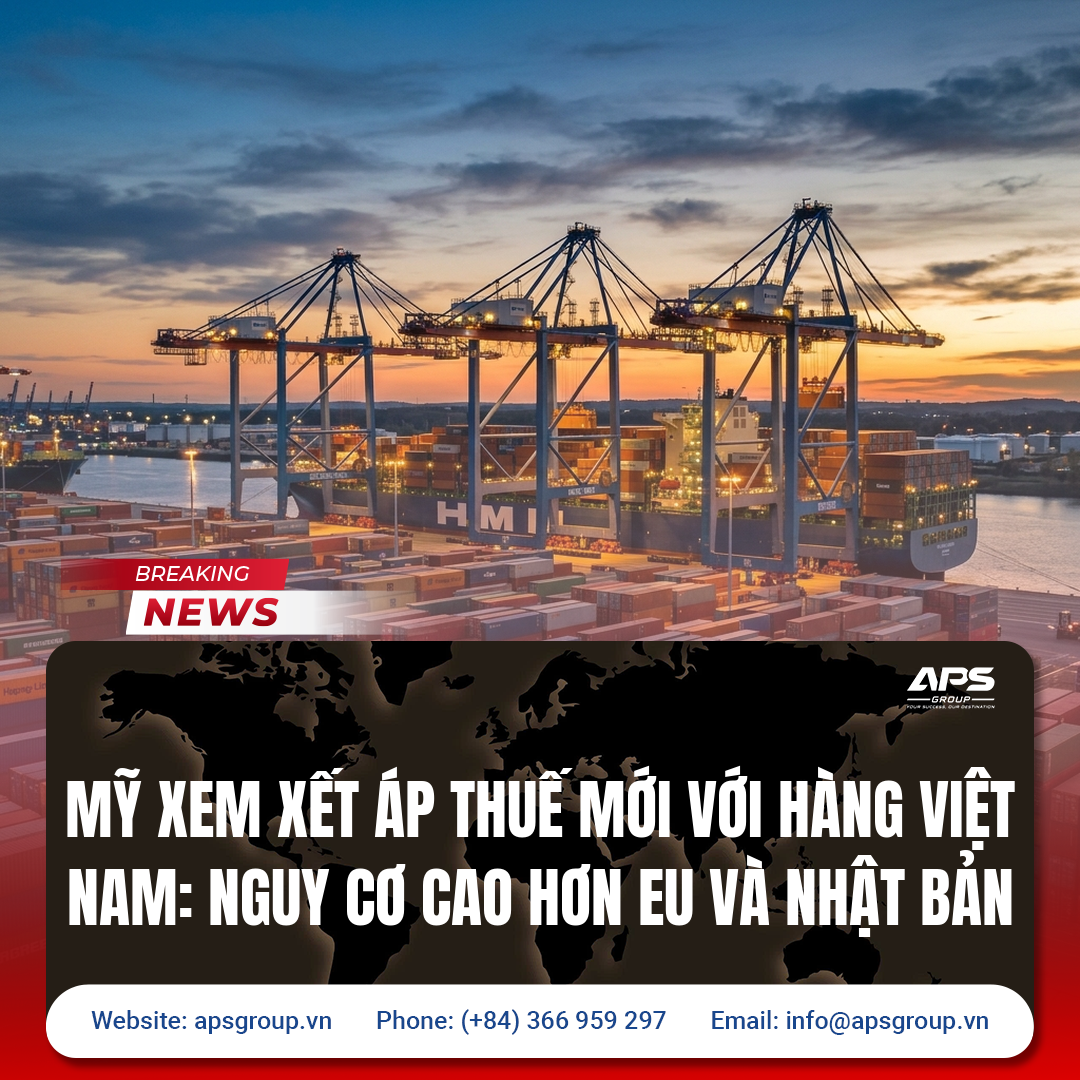 HMM
BREAKING
NEWS
APS
GROUP
YOUR SUCCESS, OUR DESTINATION
MỸ XEM XẾT ÁP THUẾ MỚI VỚI HÀNG VIỆT
NAM: NGUY CƠ CAO HƠN EU VÀ NHẬT BẢN
Website: apsgroup.vn Phone: (+84) 366 959 297 Email: info@apsgroup.vn